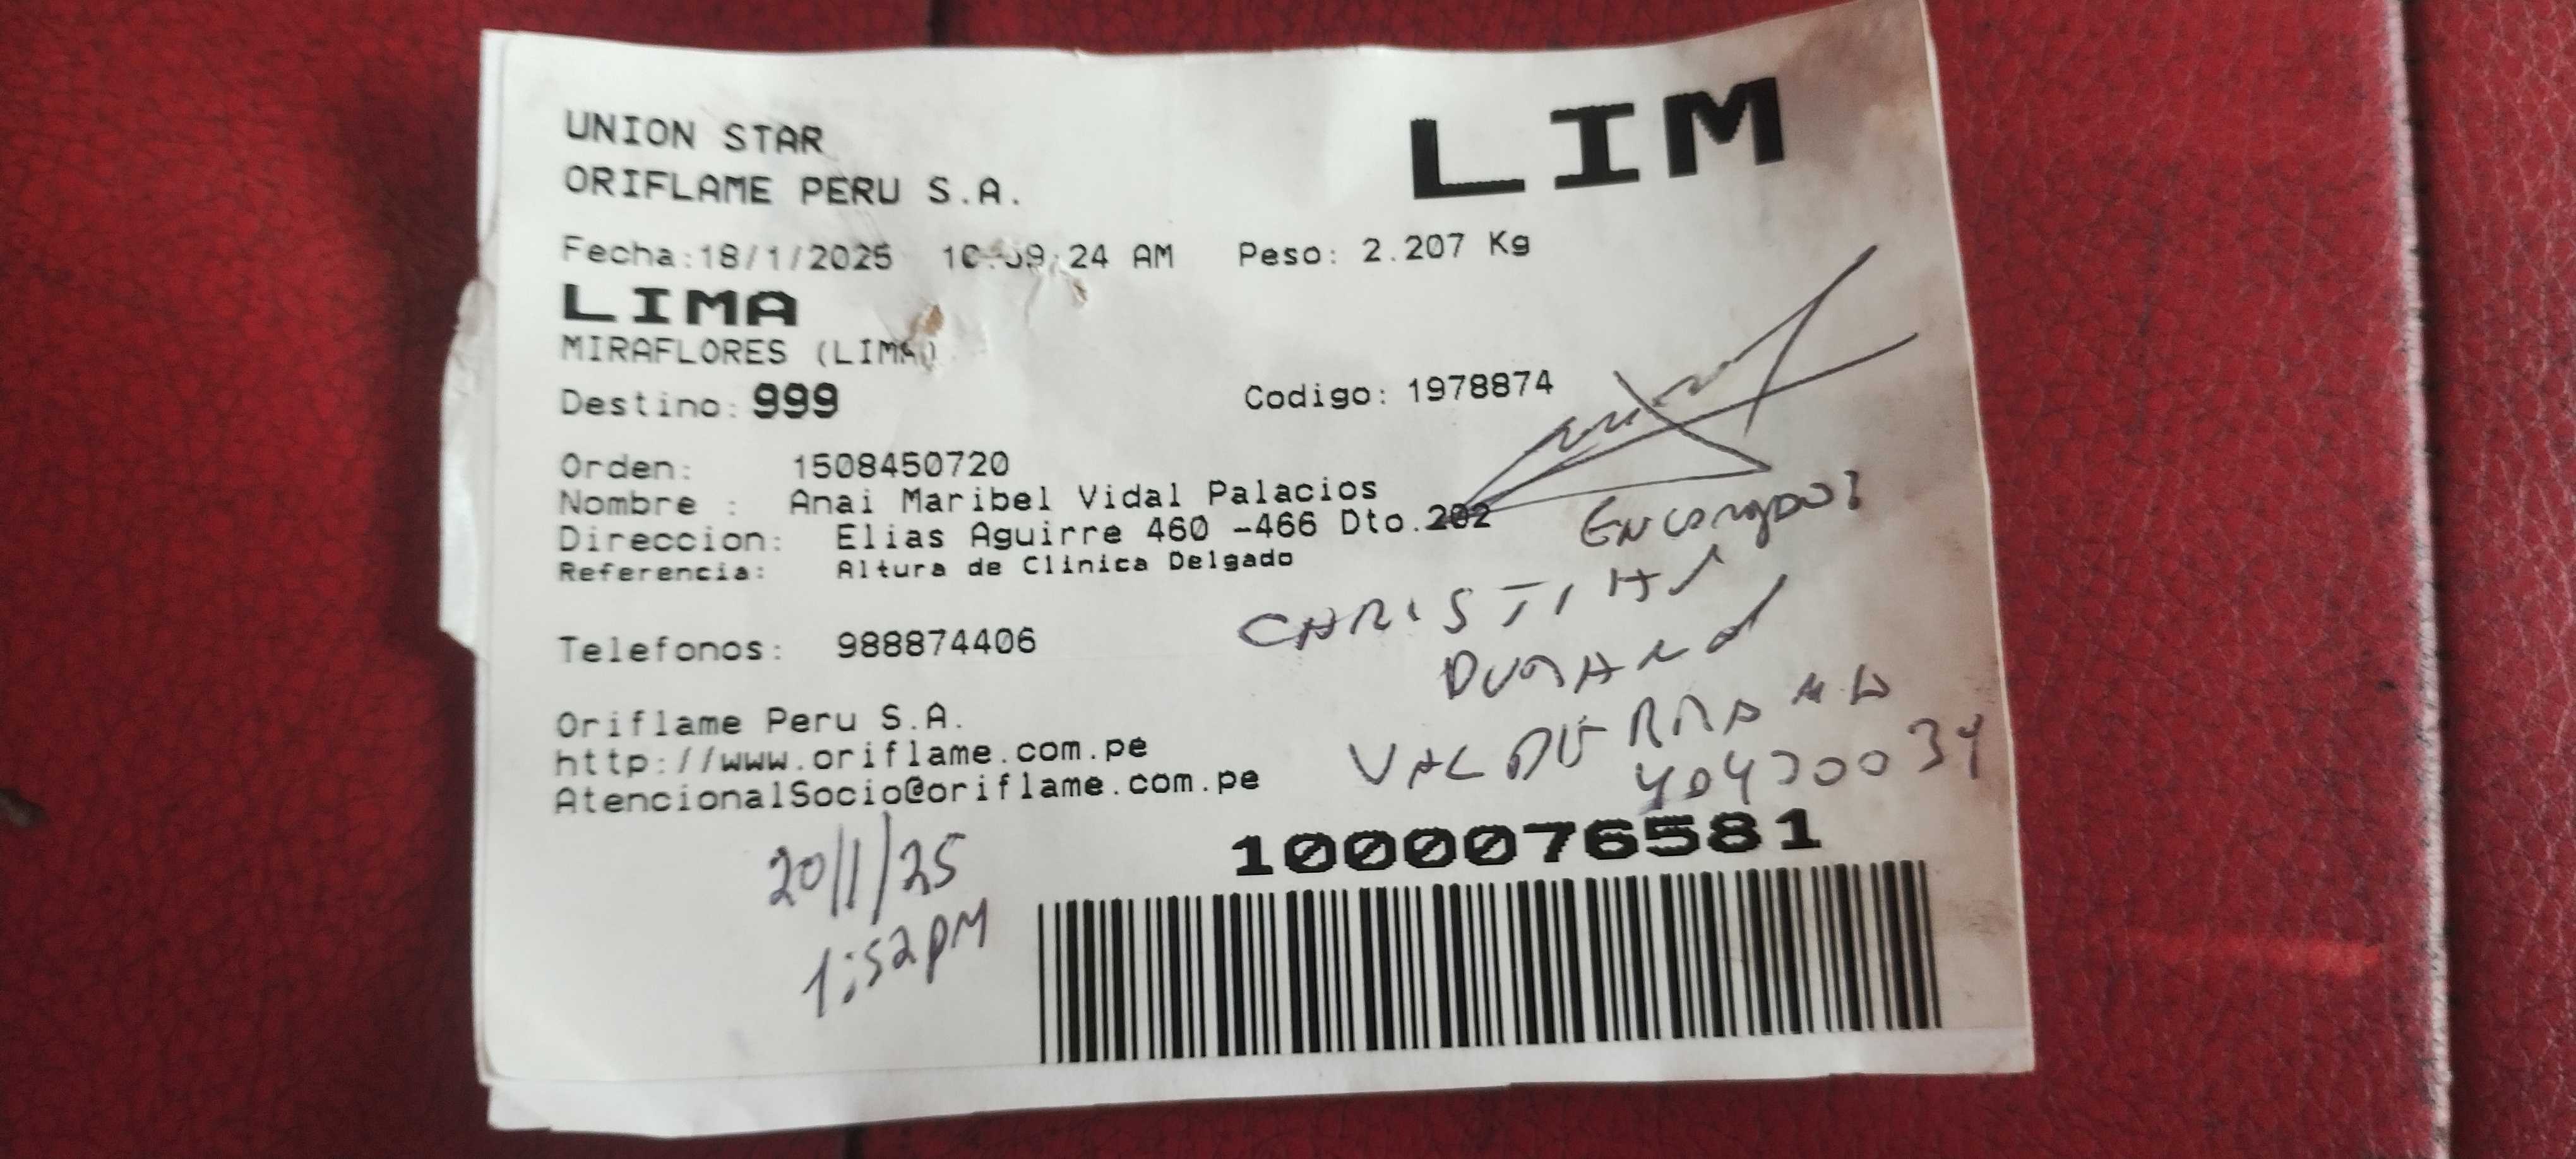 UNION STAR
LIM
ORIFLAME PERU S.A.
Fecha:18/1/2025 AM Peso: 2.207 Kg
LIMA
MIRAFLORES (LIMA)
Destino: 999 Codigo: 1978874
Orden: 1508450720
Nombre : Anai Maribel Vidal Palacios
Direccion: Elias Aguirre 460 -466 Dto.202
Referencia: Altura de Clinica Delgado
Telefonos: 988874406
CHRISTIAN
Oriflame Peru S.A.
http://www.oriflame.com.pe
AtencionalSocio@oriflame.com.pe
20/1/25
1:52pM
1000076581